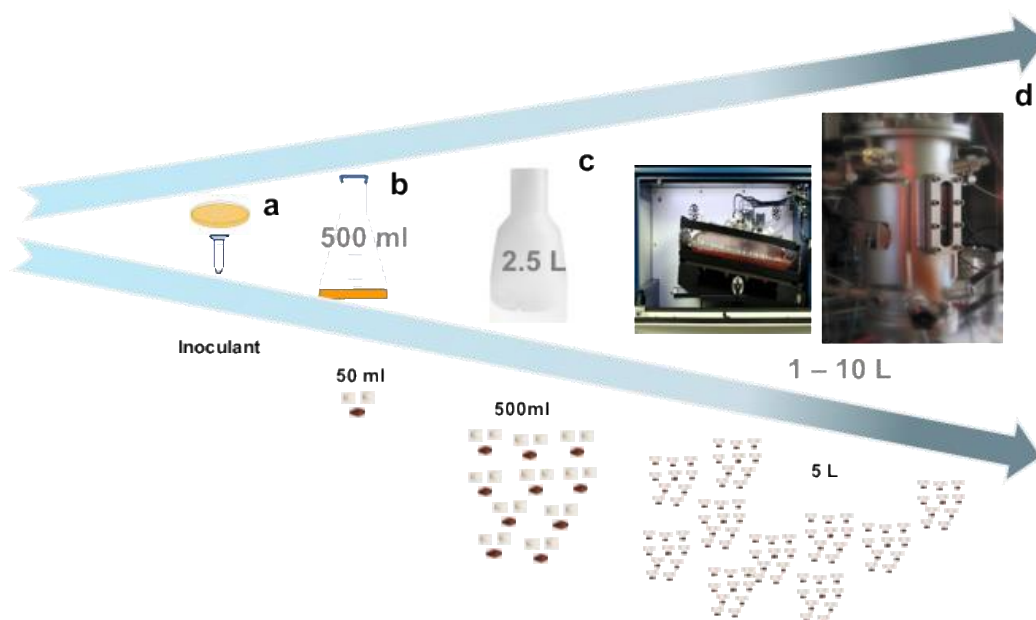 d
c
b
a
500 ml
2.5 L
Inoculant
1 – 10 L
50 ml
500ml
5 L